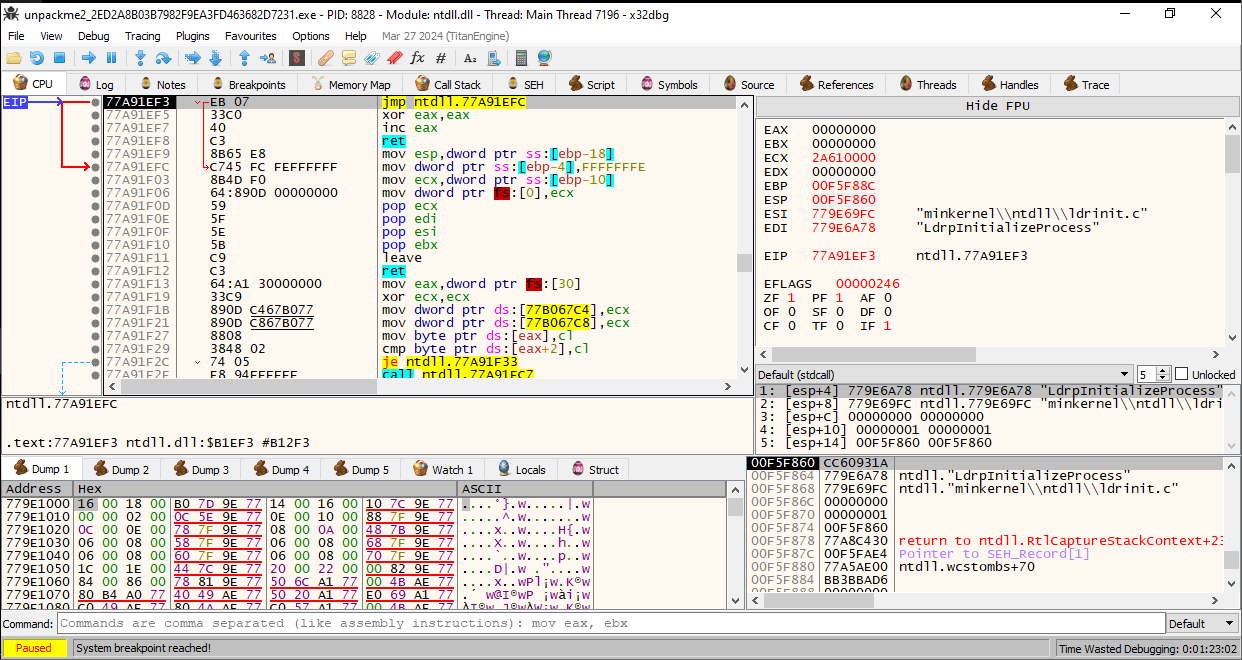 unpackme2_2ED2A8B03B7982F9EA3FD463682D7231.exe - PID: 8828 - Module: ntdll.dll - Thread: Main Thread 7196 - x32dbg
File View Debug Tracing Plugins Favourites Options Help Mar 27 2024 (TitanEngine)
CPU Log Notes Breakpoints Memory Map Call Stack SEH Script Symbols Source References Threads Handles Trace
EIP 77A91EF3 EB 07 jmp ntdll.77A91EFC
77A91EF5 33C0 xor eax,eax
77A91EF7 40 inc eax
77A91EF8 C3 ret
77A91EF9 8B65 E8 mov esp,dword ptr ss:[ebp-18]
77A91EFC C745 FC FEFFFFFF mov dword ptr ss:[ebp-4],FFFFFFFE
77A91F03 8B4D F0 mov ecx,dword ptr ss:[ebp-10]
77A91F06 64:890D 00000000 mov dword ptr fs:[0],ecx
77A91F0D 59 pop ecx
77A91F0E 5F pop edi
77A91F0F 5E pop esi
77A91F10 5B pop ebx
77A91F11 C9 leave
77A91F12 C3 ret
77A91F13 64:A1 30000000 mov eax,dword ptr fs:[30]
77A91F19 33C9 xor ecx,ecx
77A91F1B 890D C467B077 mov dword ptr ds:[77B067C4],ecx
77A91F21 890D C867B077 mov dword ptr ds:[77B067C8],ecx
77A91F27 8808 mov byte ptr ds:[eax],cl
77A91F29 3848 02 cmp byte ptr ds:[eax+2],cl
77A91F2C 74 05 je ntdll.77A91F33
77A91F2E E8 94FFFFFF call ntdll.77A91FC7
Hide FPU
EAX 00000000
EBX 00000000
ECX 2A610000
EDX 00000000
EBP 00F5F88C
ESP 00F5F860
ESI 779E69FC "minkernel\\ntdll\\ldrinit.c"
EDI 779E6A78 "LdrpInitializeProcess"
EIP 77A91EF3 ntdll.77A91EF3
EFLAGS 00000246
ZF 1 PF 1 AF 0
OF 0 SF 0 DF 0
CF 0 TF 0 IF 1
Default (stdcall) 5 Unlocked
1: [esp+4] 779E6A78 ntdll.779E6A78 "LdrpInitializeProcess"
2: [esp+8] 779E69FC ntdll.779E69FC "minkernel\\ntdll\\ldri
3: [esp+C] 00000000 00000000
4: [esp+10] 00000001 00000001
5: [esp+14] 00F5F860 00F5F860
ntdll.77A91EFC
.text:77A91EF3 ntdll.dll:$B1EF3 #B12F3
Dump 1 Dump 2 Dump 3 Dump 4 Dump 5 Watch 1 Locals Struct
Address Hex ASCII
779E1000 16 00 18 00 B0 7D 9E 77 14 00 16 00 10 7C 9E 77 ....°}.w.....|.w
779E1010 00 00 02 00 0C 5E 9E 77 0E 00 10 00 88 7F 9E 77 .....^.w.......w
779E1020 0C 00 0E 00 78 7F 9E 77 08 00 0A 00 48 7B 9E 77 ....x..w....H{.w
779E1030 06 00 08 00 58 7F 9E 77 06 00 08 00 68 7F 9E 77 ....X..w....h..w
779E1040 06 00 08 00 60 7F 9E 77 06 00 08 00 70 7F 9E 77 ....`..w....p..w
779E1050 1C 00 1E 00 44 7C 9E 77 20 00 22 00 00 82 9E 77 ....D|.w .."....w
779E1060 84 00 86 00 78 81 9E 77 50 6C A1 77 00 4B AE 77 ....x..wPl¡w.K®w
779E1070 80 B4 A0 77 40 49 AE 77 50 20 A1 77 E0 69 A1 77 .´ w@I®wP ¡wài¡w
779E1080 C0 49 AE 77 80 4A AE 77 C0 57 A1 77 00 4B AE 77
00F5F860 CC60931A
00F5F864 779E6A78 ntdll."LdrpInitializeProcess"
00F5F868 779E69FC ntdll."minkernel\\ntdll\\ldrinit.c"
00F5F86C 00000000
00F5F870 00000001
00F5F874 00F5F860
00F5F878 77A8C430 return to ntdll.RtlCaptureStackContext+23
00F5F87C 00F5FAE4 Pointer to SEH_Record[1]
00F5F880 77A5AE00 ntdll.wcstombs+70
00F5F884 BB3BBAD6
00F5F888 00000000
Command: Commands are comma separated (like assembly instructions): mov eax, ebx Default
Paused System breakpoint reached! Time Wasted Debugging: 0:01:23:02